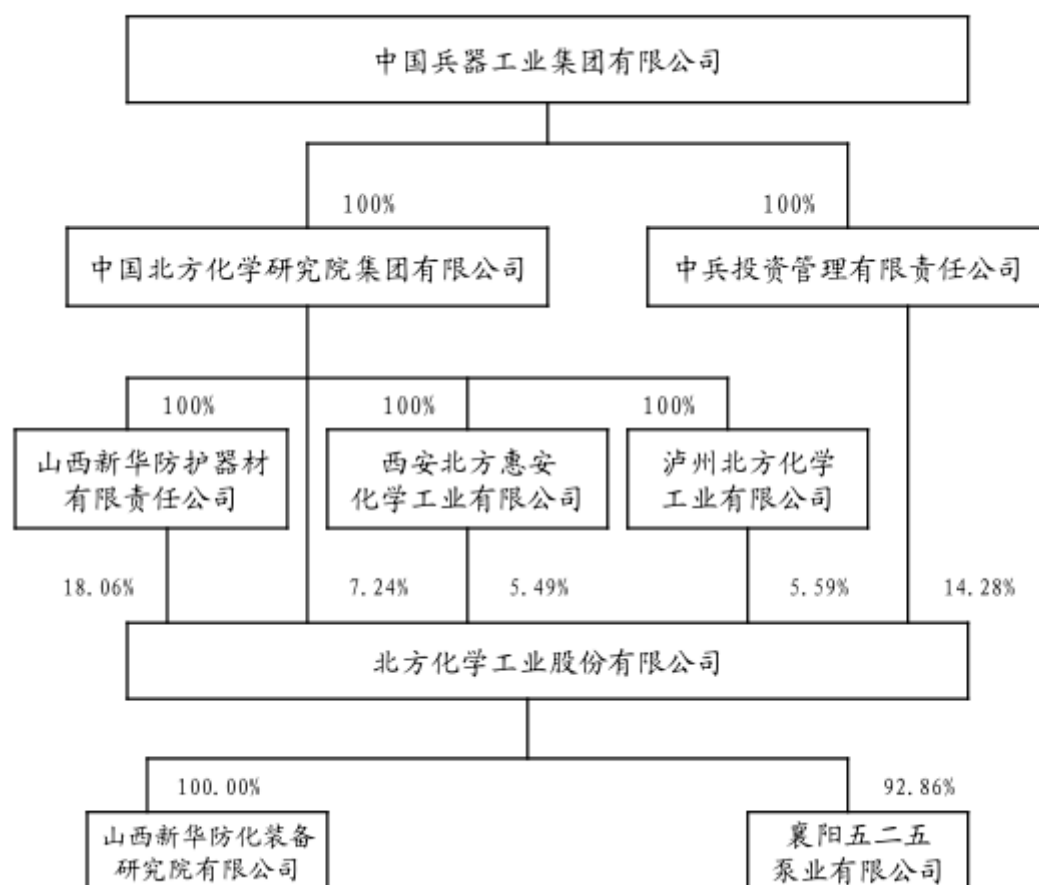 中国兵器工业集团有限公司
100%
100%
中国北方化学研究院集团有限公司
中兵投资管理有限责任公司
100%
100%
100%
山西新华防护器材
有限责任公司
西安北方惠安
化学工业有限公司
泸州北方化学
工业有限公司
18.06%
7.24%
5.49%
5.59%
14.28%
北方化学工业股份有限公司
100.00%
92.86%
山西新华防化装备
研究院有限公司
襄阳五二五
泵业有限公司